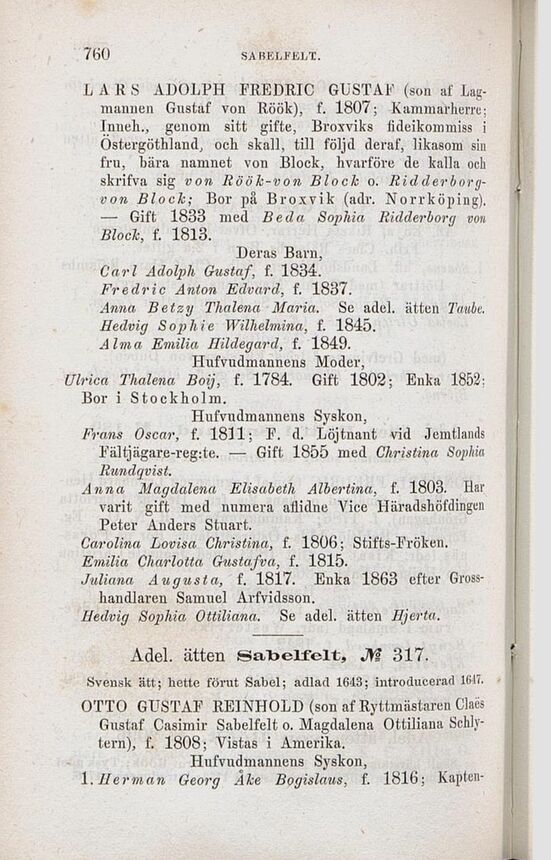 760
SABELFELT.
LARS ADOLPH FREDRIC GUSTAF (son af Lag-
mannen Gustaf von Röök), f. 1807; Kammarherre;
Inneh., genom sitt gifte, Broxviks fideikommiss i
Östergöthland, och skall, till följd deraf, likasom sin
fru, bära namnet von Block, hvarföre de kalla och
skrifva sig von Röök-von Block o. Ridderborg-
von Block; Bor på Broxvik (adr. Norrköping).
— Gift 1833 med Beda Sophia Ridderborg von
Block, f. 1813.
Deras Barn,
Carl Adolph Gustaf, f. 1834.
Fredric Anton Edvard, f. 1837.
Anna Betzy Thalena Maria. Se adel. ätten Taube.
Hedvig Sophie Wilhelmina, f. 1845.
Alma Emilia Hildegard, f. 1849.
Hufvudmannens Moder,
Ulrica Thalena Boij, f. 1784. Gift 1802; Enka 1852;
Bor i Stockholm.
Hufvudmannens Syskon,
Frans Oscar, f. 1811; F. d. Löjtnant vid Jemtlands
Fältjägare-reg:te. — Gift 1855 med Christina Sophia
Rundqvist.
Anna Magdalena Elisabeth Albertina, f. 1803. Har
varit gift med numera aflidne Vice Häradshöfdingen
Peter Anders Stuart.
Carolina Lovisa Christina, f. 1806; Stifts-Fröken.
Emilia Charlotta Gustafva, f. 1815.
Juliana Augusta, f. 1817. Enka 1863 efter Gross-
handlaren Samuel Arfvidsson.
Hedvig Sophia Ottiliana. Se adel. ätten Hjerta.
Adel. ätten Sabelfelt, № 317.
Svensk ätt; hette förut Sabel; adlad 1643; introducerad 1647.
OTTO GUSTAF REINHOLD (son af Ryttmästaren Claës
Gustaf Casimir Sabelfelt o. Magdalena Ottiliana Schly-
tern), f. 1808; Vistas i Amerika.
Hufvudmannens Syskon,
1. Herman Georg Åke Bogislaus, f. 1816; Kapten-